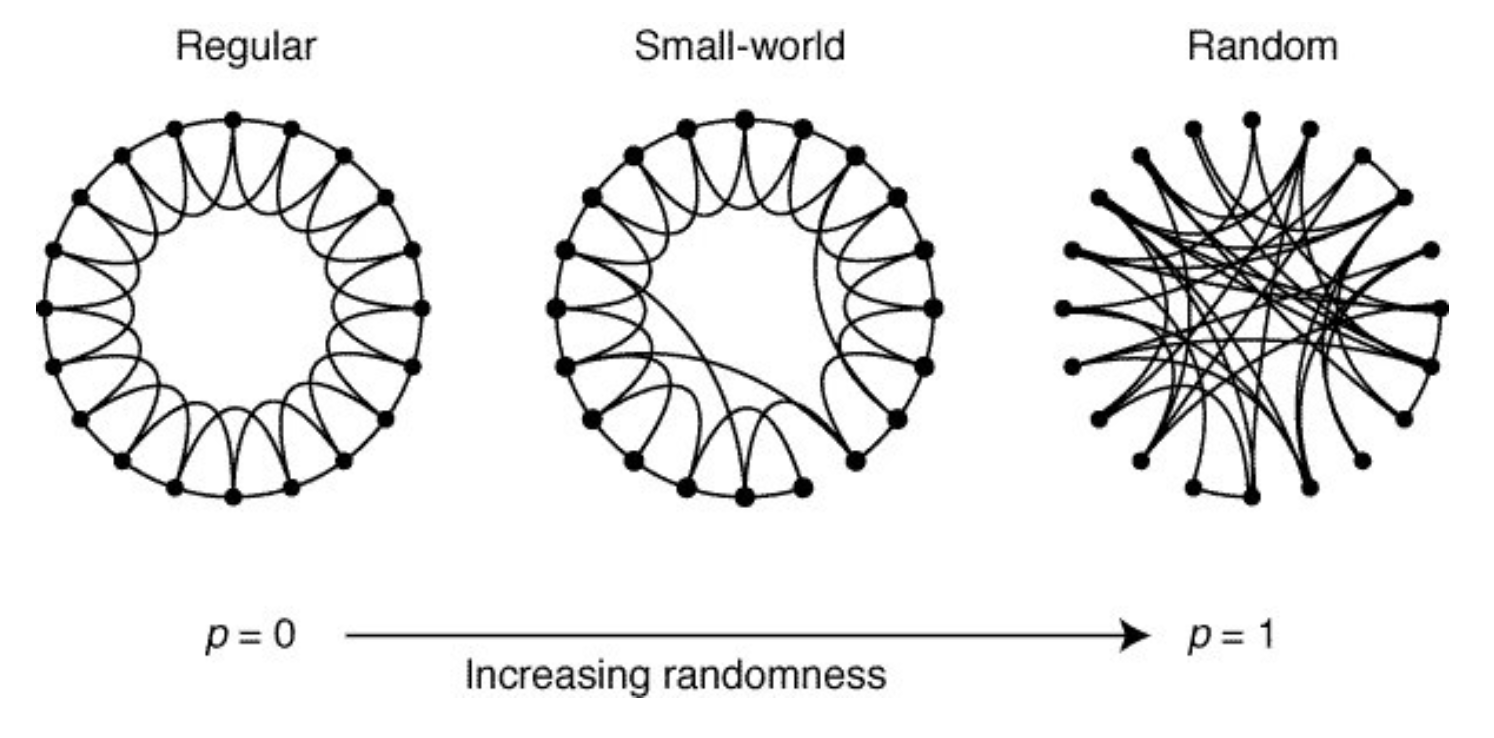 Regular
Small-world
Random
p = 0
p = 1
Increasing randomness